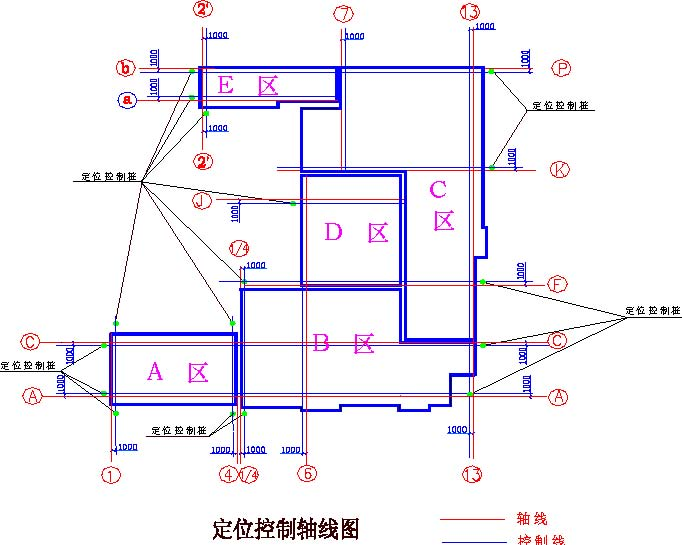 2' 7 13
1000 1000 1000
b 1000 1000 P
E 区
a 1000
定位控制桩
1000
2'
1000 K
定位控制桩
C
区
J
1000
D 区
1/4
1000
1000 F
定位控制桩
C 1000 B 区 1000 C
定位控制桩 A 区
A 1000 1000 A
定位控制桩
1000 1000 1000 1000 1000
1 4 1/4 6 13
定位控制轴线图
轴线
控制线